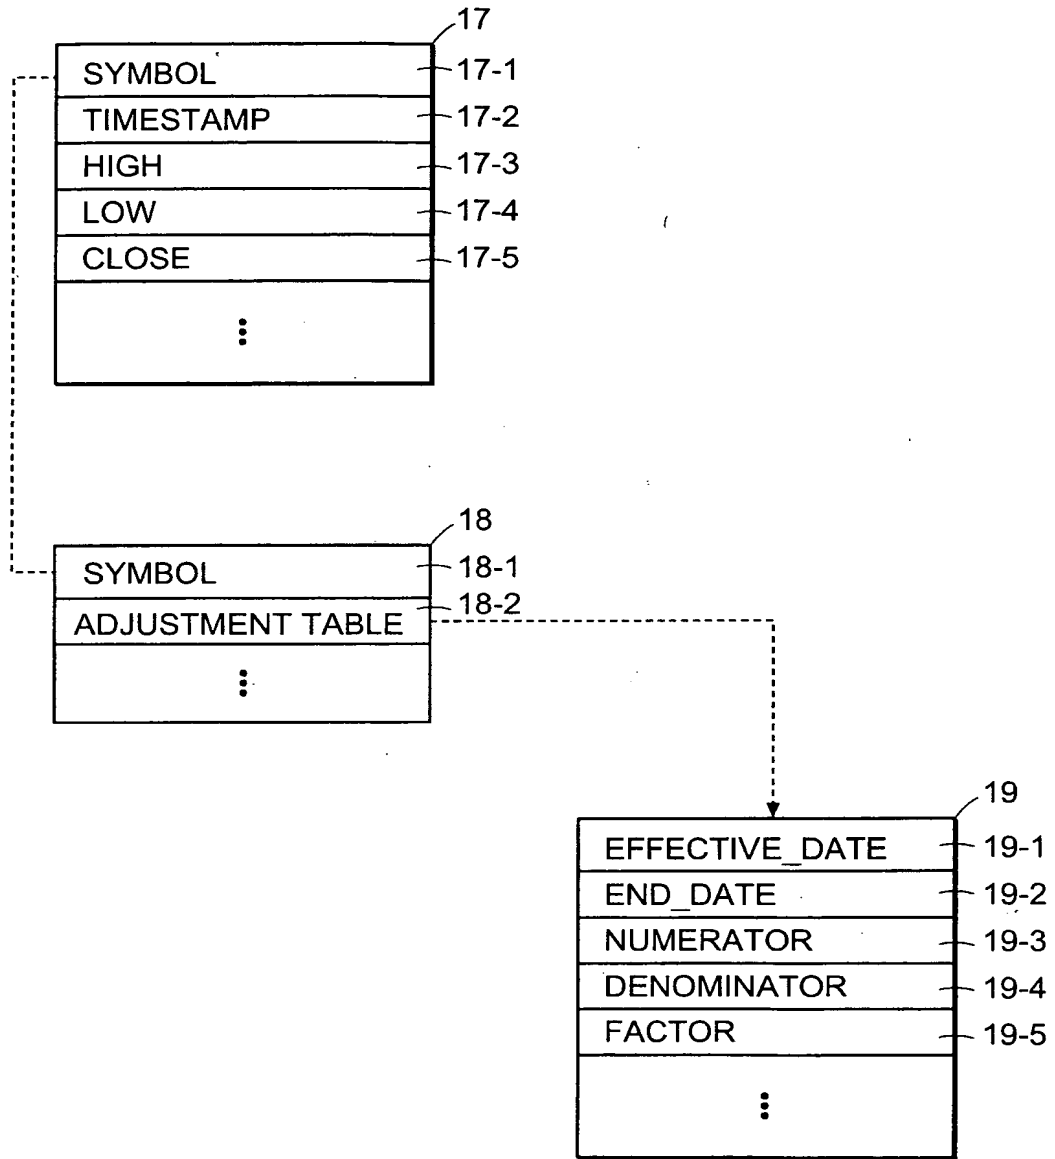 17
SYMBOL 17-1
TIMESTAMP 17-2
HIGH 17-3
LOW 17-4
CLOSE 17-5
18
SYMBOL 18-1
ADJUSTMENT TABLE 18-2
19
EFFECTIVE_DATE 19-1
END_DATE 19-2
NUMERATOR 19-3
DENOMINATOR 19-4
FACTOR 19-5